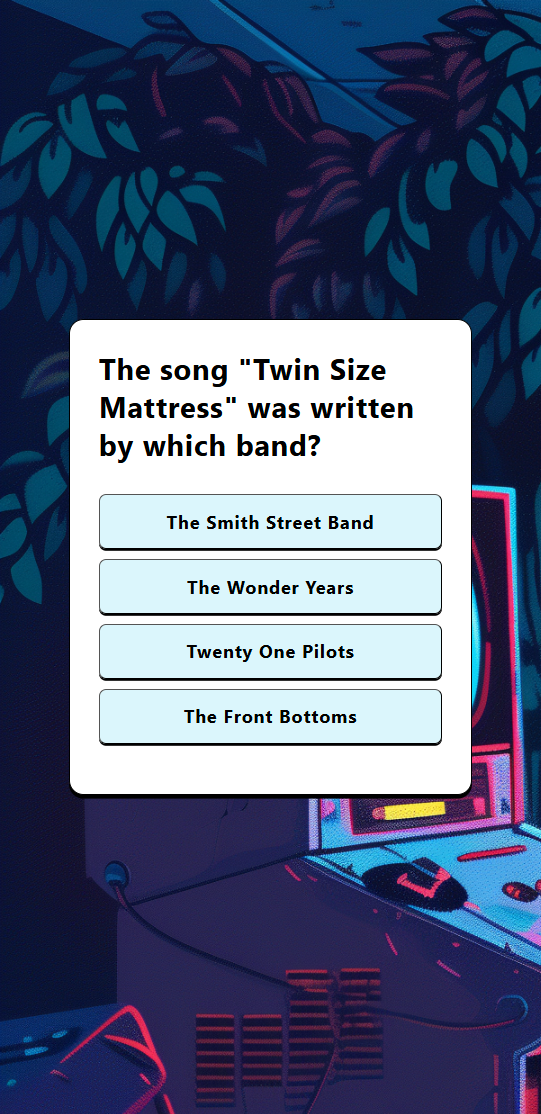 The song "Twin Size
Mattress" was written
by which band?
The Smith Street Band
The Wonder Years
Twenty One Pilots
The Front Bottoms